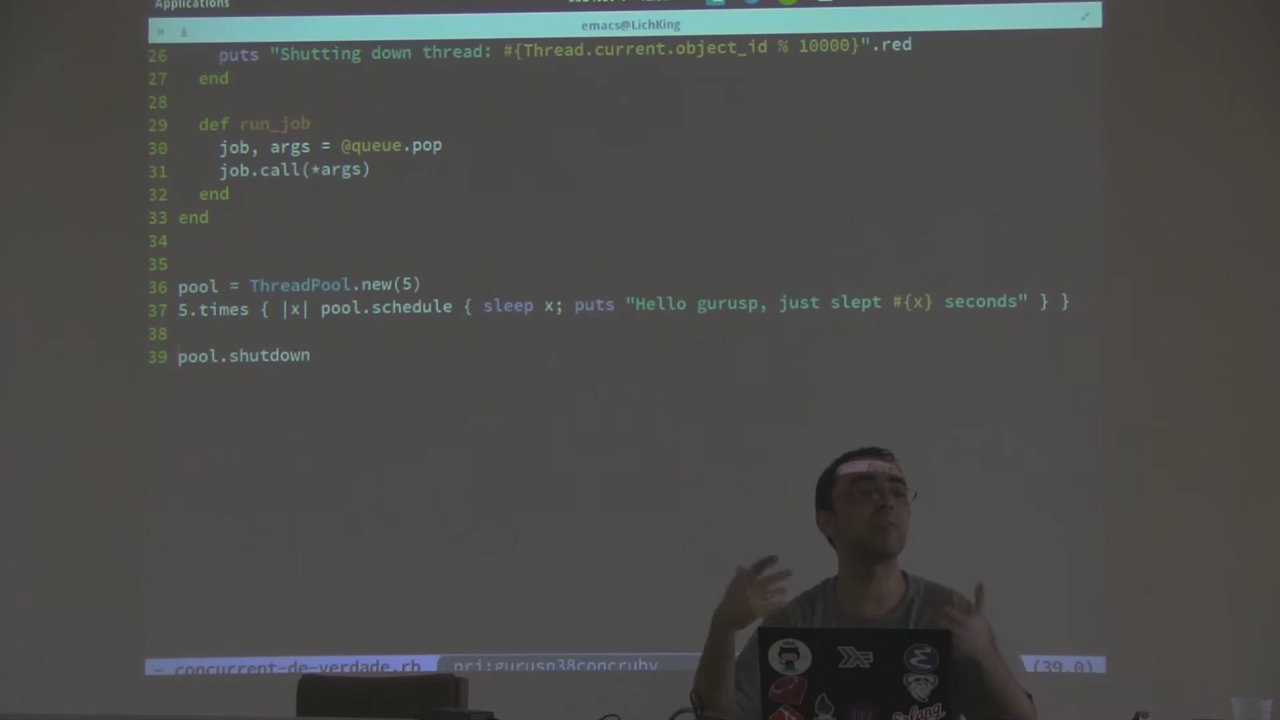 Applications
emacs@LichKing
26 puts "Shutting down thread: #{Thread.current.object_id % 10000}".red
27 end
28
29 def run_job
30 job, args = @queue.pop
31 job.call(*args)
32 end
33 end
34
35
36 pool = ThreadPool.new(5)
37 5.times { |x| pool.schedule { sleep x; puts "Hello gurusp, just slept #{x} seconds" } }
38
39 pool.shutdown
- concurrent-de-verdade.rb prj:gurusp38concruby (39,0)